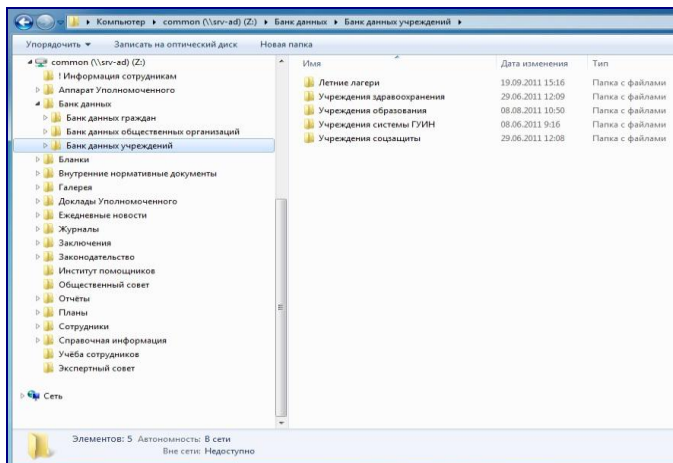 Компьютер ▸ common (\\srv-ad) (Z:) ▸ Банк данных ▸ Банк данных учреждений ▸
Упорядочить Записать на оптический диск Новая папка
common (\\srv-ad) (Z:)
! Информация сотрудникам
Аппарат Уполномоченного
Банк данных
Банк данных граждан
Банк данных общественных организаций
Банк данных учреждений
Бланки
Внутренние нормативные документы
Галерея
Доклады Уполномоченного
Ежедневные новости
Журналы
Заключения
Законодательство
Институт помощников
Общественный совет
Отчёты
Планы
Сотрудники
Справочная информация
Учёба сотрудников
Экспертный совет
Сеть
Имя Дата изменения Тип
Летние лагери 19.09.2011 15:16 Папка с файлами
Учреждения здравоохранения 29.06.2011 12:09 Папка с файлами
Учреждения образования 08.08.2011 10:50 Папка с файлами
Учреждения системы ГУИН 08.06.2011 9:16 Папка с файлами
Учреждения соцзащиты 29.06.2011 12:08 Папка с файлами
Элементов: 5 Автономность: В сети
Вне сети: Недоступно